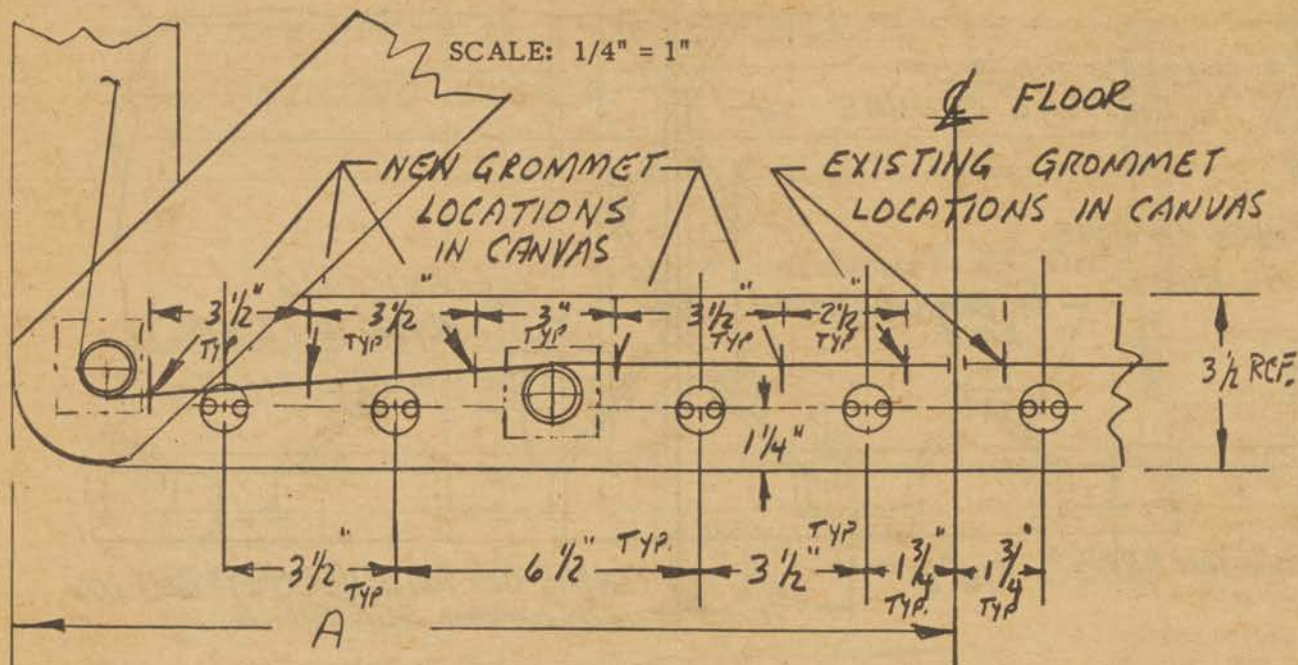 SCALE: 1/4" = 1"
℄ FLOOR
NEW GROMMET
LOCATIONS
IN CANVAS
EXISTING GROMMET
LOCATIONS IN CANVAS
3 1/2" TYP
3 1/2" TYP
3" TYP
3 1/2" TYP
2 1/2" TYP
3 1/2 REF.
1 1/4"
3 1/2" TYP
6 1/2" TYP.
3 1/2" TYP
1 3/4" TYP.
1 3/4" TYP
A